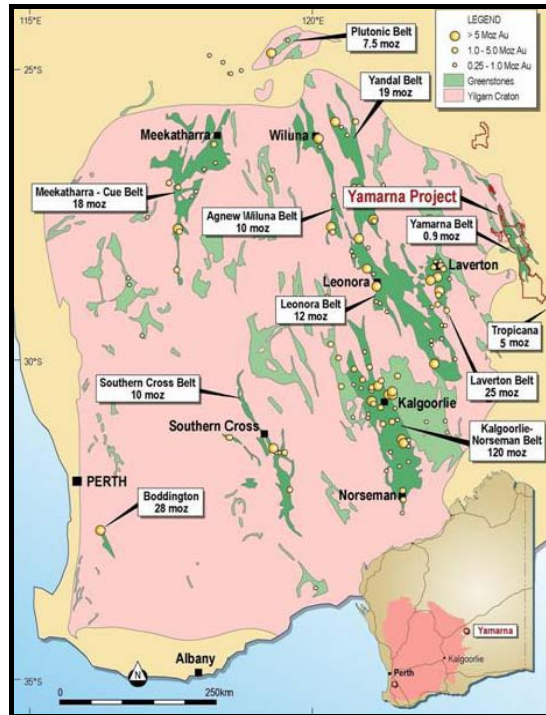 115°E
120°E
LEGEND
> 5 Moz Au
1.0 - 5.0 Moz Au
0.25 - 1.0 Moz Au
Greenstones
Yilgarn Craton
Plutonic Belt
7.5 moz
25°S
Yandal Belt
19 moz
Meekatharra
Wiluna
Meekatharra - Cue Belt
18 moz
Yamarna Project
Agnew Wiluna Belt
10 moz
Yamarna Belt
0.9 moz
Laverton
Leonora
Leonora Belt
12 moz
Tropicana
5 moz
30°S
Laverton Belt
25 moz
Southern Cross Belt
10 moz
Kalgoorlie
Southern Cross
Kalgoorlie-
Norseman Belt
120 moz
PERTH
Boddington
28 moz
Norseman
Yamarna
Kalgoorlie
Perth
Albany
N
35°S
0
250km